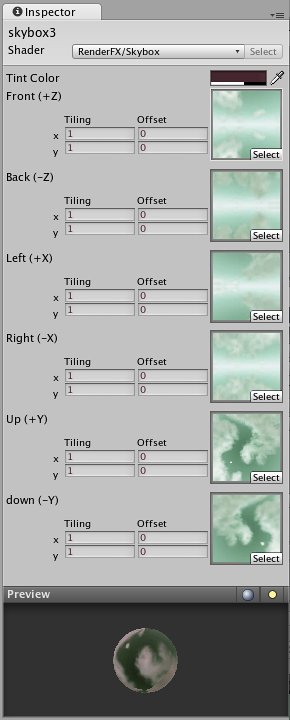 Inspector
skybox3
Shader RenderFX/Skybox Select
Tint Color
Front (+Z)
Tiling Offset
x 1 0
y 1 0
Select
Back (-Z)
Tiling Offset
x 1 0
y 1 0
Select
Left (+X)
Tiling Offset
x 1 0
y 1 0
Select
Right (-X)
Tiling Offset
x 1 0
y 1 0
Select
Up (+Y)
Tiling Offset
x 1 0
y 1 0
Select
down (-Y)
Tiling Offset
x 1 0
y 1 0
Select
Preview